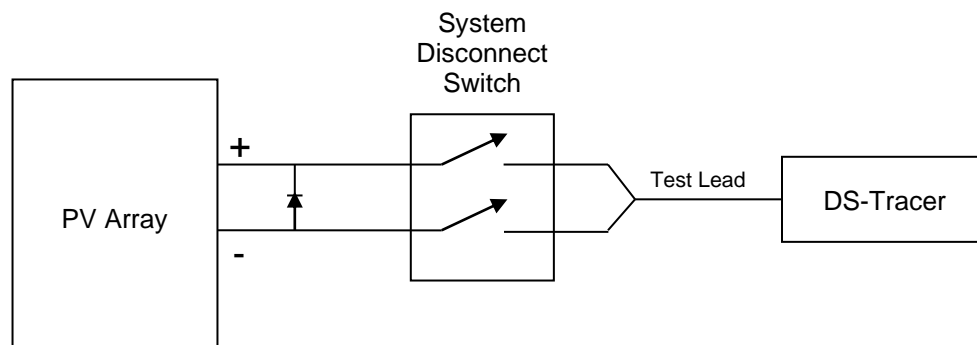 System
Disconnect
Switch
+
PV Array
-
Test Lead
DS-Tracer